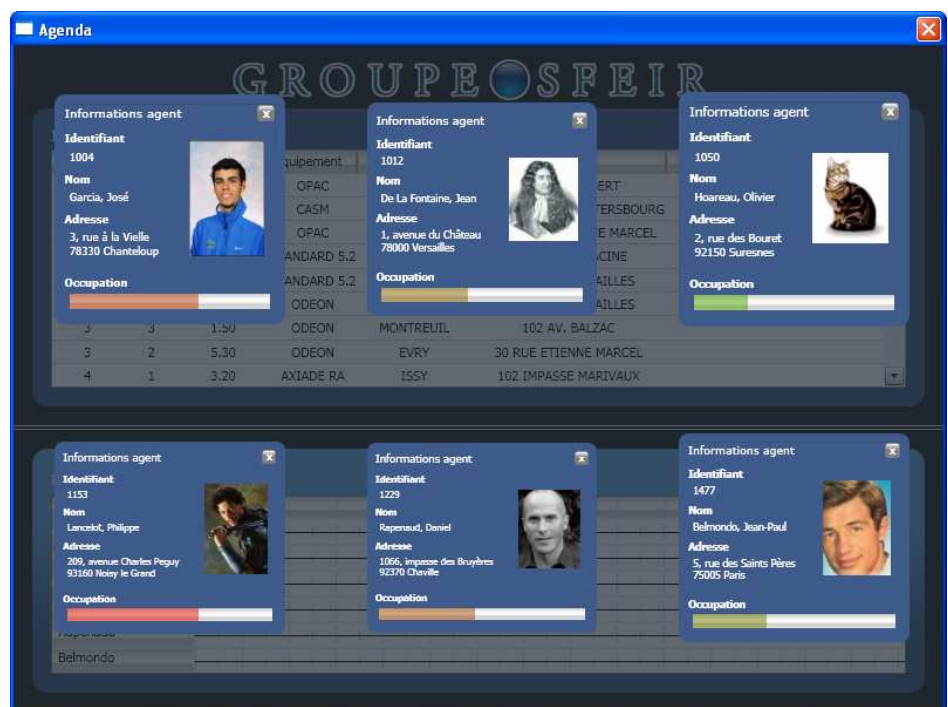 Agenda
GROUPE SFEIR
Informations agent
x
Identifiant
1004
Nom
Garcia, José
Adresse
3, rue à la Vielle
78330 Chanteloup
Occupation
Informations agent
x
Identifiant
1012
Nom
De La Fontaine, Jean
Adresse
1, avenue du Château
78000 Versailles
Occupation
Informations agent
x
Identifiant
1050
Nom
Hoareau, Olivier
Adresse
2, rue des Bouret
92150 Suresnes
Occupation
quipement
OPAC ERT
CASM TERSBOURG
OPAC E MARCEL
ANDARD 5.2 ACINE
ANDARD 5.2 AILLES
ODEON AILLES
3 3 1.50 ODEON MONTREUIL 102 AV. BALZAC
3 2 5.30 ODEON EVRY 30 RUE ETIENNE MARCEL
4 1 3.20 AXIADE RA ISSY 102 IMPASSE MARIVAUX
Informations agent
x
Identifiant
1153
Nom
Lancelot, Philippe
Adresse
209, avenue Charles Peguy
93160 Noisy le Grand
Occupation
Informations agent
x
Identifiant
1229
Nom
Rapenaud, Daniel
Adresse
1066, impasse des Bruyères
92370 Chaville
Occupation
Informations agent
x
Identifiant
1477
Nom
Belmondo, Jean-Paul
Adresse
5, rue des Saints Pères
75005 Paris
Occupation
Belmondo